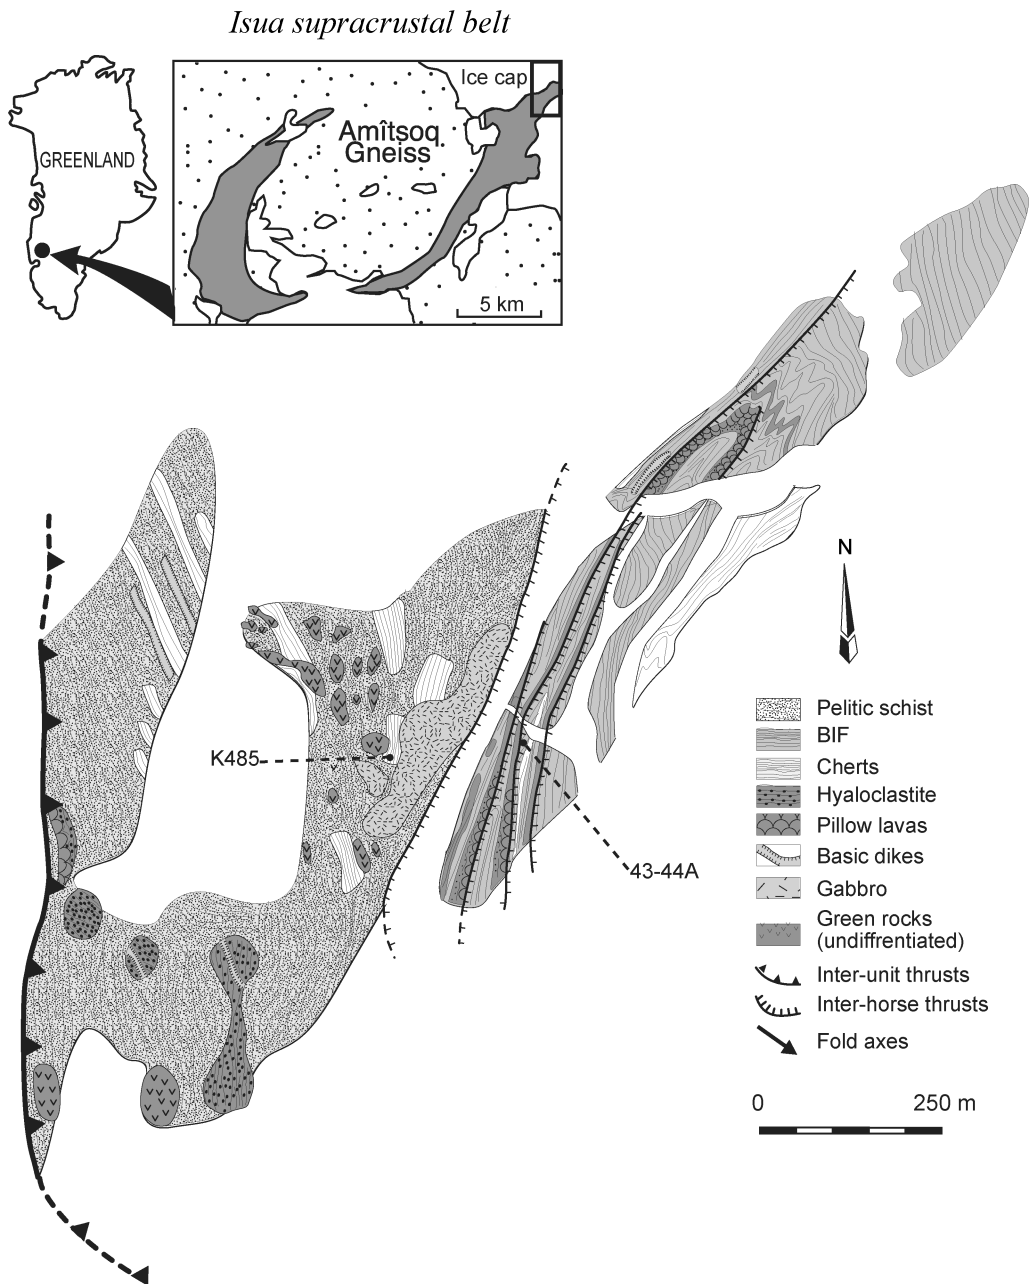 Isua supracrustal belt
Ice cap
GREENLAND
Amîtsoq
Gneiss
5 km
N
K485
43-44A
Pelitic schist
BIF
Cherts
Hyaloclastite
Pillow lavas
Basic dikes
Gabbro
Green rocks
(undiffrentiated)
Inter-unit thrusts
Inter-horse thrusts
Fold axes
0 250 m